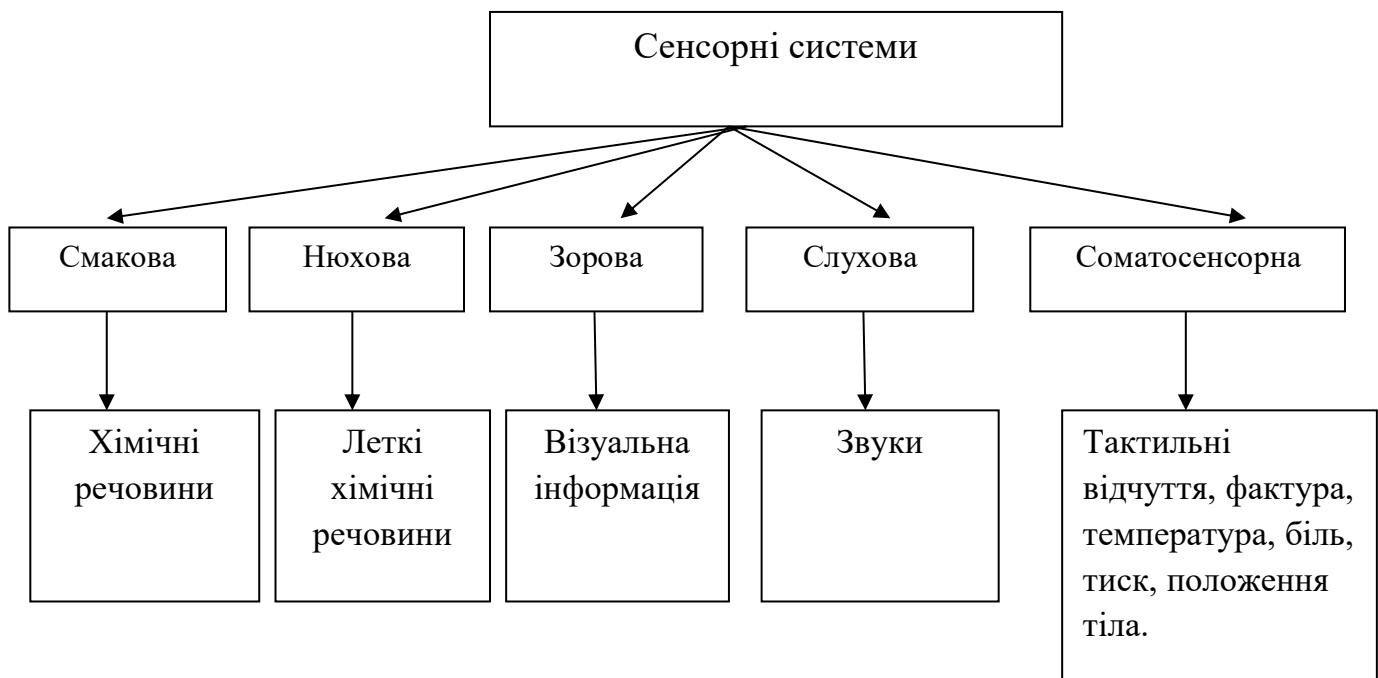 Сенсорні системи
Смакова
Нюхова
Зорова
Слухова
Соматосенсорна
Хімічні
речовини
Леткі
хімічні
речовини
Візуальна
інформація
Звуки
Тактильні
відчуття, фактура,
температура, біль,
тиск, положення
тіла.